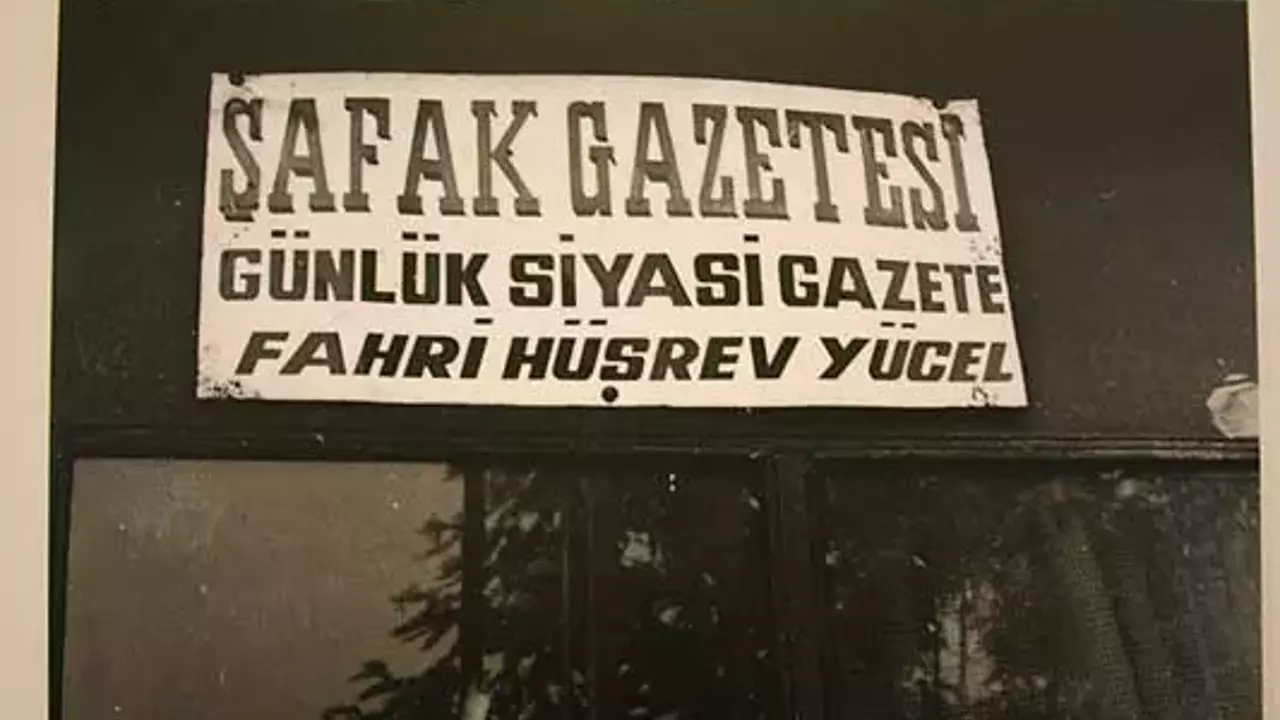 ŞAFAK GAZETESİ
GÜNLÜK SİYASİ GAZETE
FAHRİ HÜSREV YÜCEL